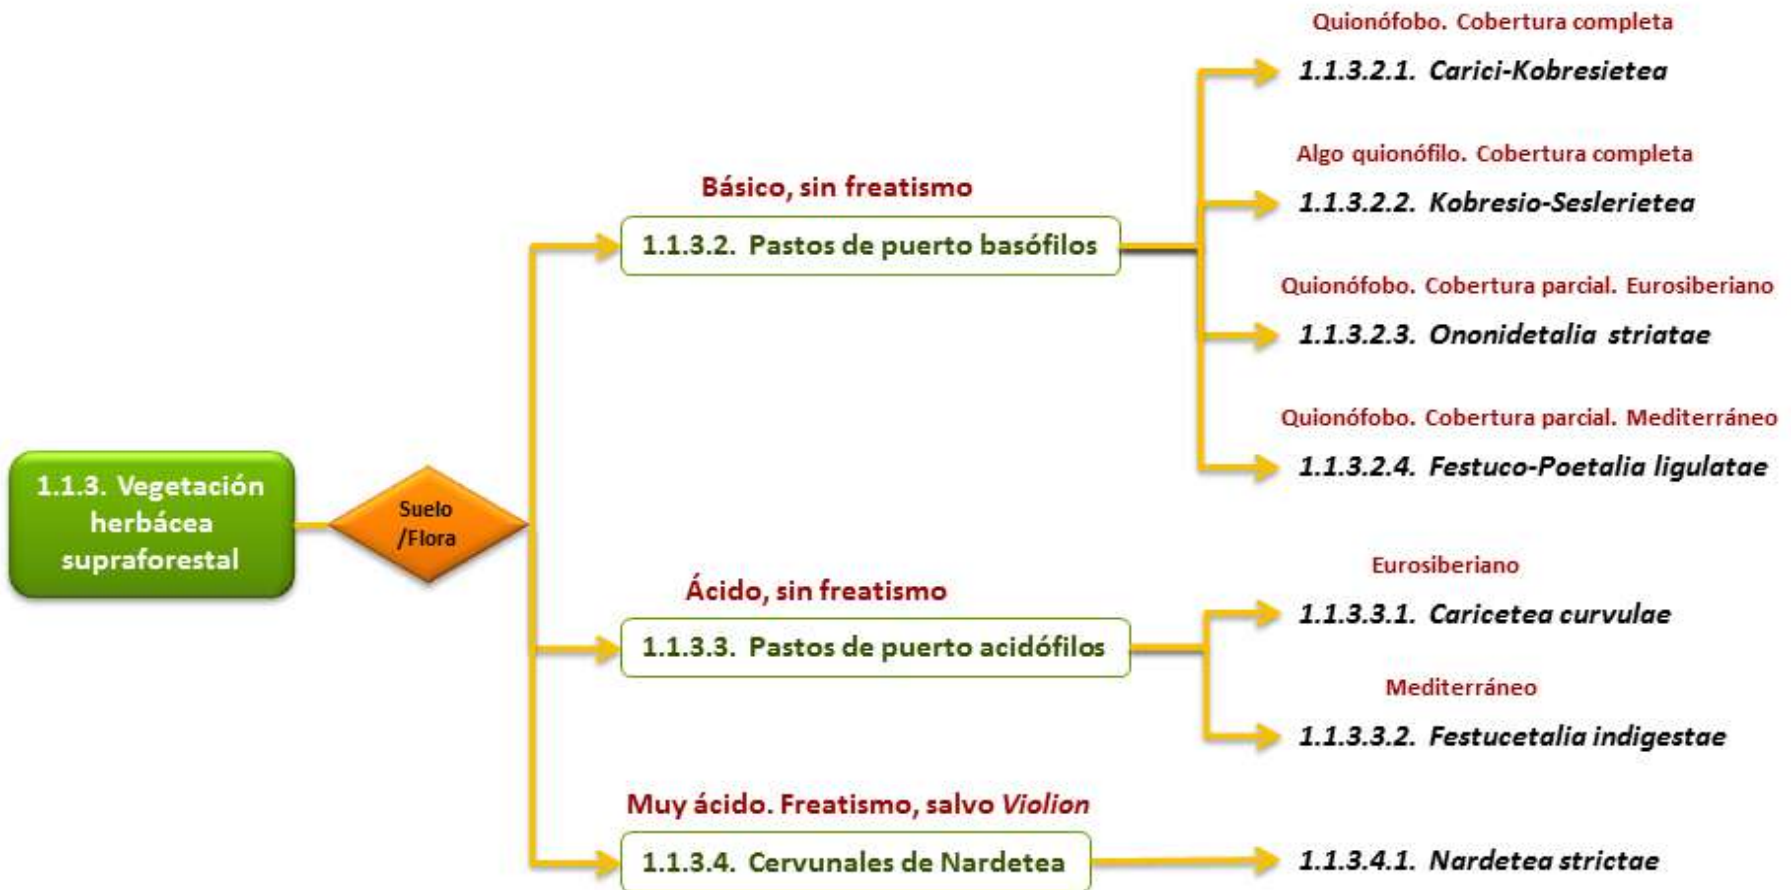 1.1.3. Vegetación
herbácea
supraforestal
Suelo
/Flora
Básico, sin freatismo
1.1.3.2. Pastos de puerto basófilos
Quionófobo. Cobertura completa
1.1.3.2.1. Carici-Kobresietea
Algo quionófilo. Cobertura completa
1.1.3.2.2. Kobresio-Seslerietea
Quionófobo. Cobertura parcial. Eurosiberiano
1.1.3.2.3. Ononidetalia striatae
Quionófobo. Cobertura parcial. Mediterráneo
1.1.3.2.4. Festuco-Poetalia ligulatae
Ácido, sin freatismo
1.1.3.3. Pastos de puerto acidófilos
Eurosiberiano
1.1.3.3.1. Caricetea curvulae
Mediterráneo
1.1.3.3.2. Festucetalia indigestae
Muy ácido. Freatismo, salvo Violion
1.1.3.4. Cervunales de Nardetea
1.1.3.4.1. Nardetea strictae